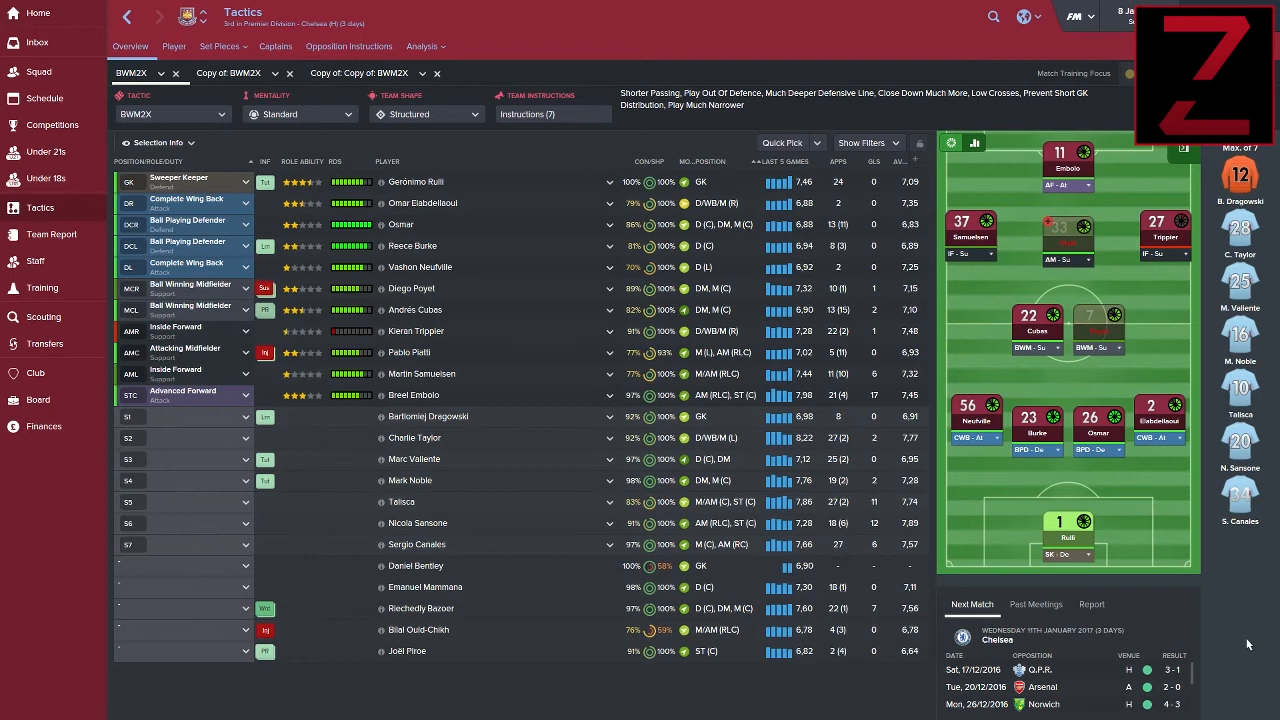 Home
Inbox
Squad
Schedule
Competitions
Under 21s
Under 18s
Tactics
Team Report
Staff
Training
Scouting
Transfers
Club
Board
Finances
Tactics
3rd in Premier Division - Chelsea (H) (3 days)
FM
Overview Player Set Pieces Captains Opposition Instructions Analysis
BWM2X Copy of: BWM2X Copy of: Copy of: BWM2X Match Training Focus
TACTIC MENTALITY TEAM SHAPE TEAM INSTRUCTIONS
BWM2X Standard Structured Instructions (7)
Shorter Passing, Play Out Of Defence, Much Deeper Defensive Line, Close Down Much More, Low Crosses, Prevent Short GK
Distribution, Play Much Narrower
Selection Info Quick Pick Show Filters
POSITION/ROLE/DUTY INF ROLE ABILITY RDS PLAYER CON/SHP MO... POSITION LAST 5 GAMES APPS GLS AV...
GK Sweeper Keeper Defend Tut Gerónimo Rulli 100% 100% GK 7,46 24 0 7,09
DR Complete Wing Back Attack Omar Elabdellaoui 79% 100% D/WB/M (R) 6,88 2 0 7,35
DCR Ball Playing Defender Defend Osmar 86% 100% D (C), DM, M (C) 6,88 13 (11) 0 6,83
DCL Ball Playing Defender Defend Lrn Reece Burke 81% 100% D (C) 6,94 8 (3) 0 6,89
DL Complete Wing Back Attack Vashon Neufville 70% 100% D (L) 6,92 2 0 7,25
MCR Ball Winning Midfielder Support Sus Diego Poyet 89% 100% DM, M (C) 7,32 10 (1) 1 7,15
MCL Ball Winning Midfielder Support PR Andrés Cubas 82% 100% DM, M (C) 6,90 13 (15) 2 7,10
AMR Inside Forward Support Kieran Trippier 91% 100% D/WB/M (R) 7,28 22 (2) 1 7,48
AMC Attacking Midfielder Support Inj Pablo Piatti 77% 93% M (L), AM (RLC) 7,02 5 (11) 0 6,93
AML Inside Forward Support Martin Samuelsen 77% 100% M/AM (RLC) 7,44 11 (10) 6 7,32
STC Advanced Forward Attack Breel Embolo 97% 100% AM (RLC), ST (C) 7,98 21 (4) 17 7,45
S1 Lrn Bartlomiej Dragowski 92% 100% GK 6,98 8 0 6,91
S2 Charlie Taylor 92% 100% D/WB/M (L) 8,22 27 (2) 2 7,77
S3 Tut Marc Valiente 97% 100% D (C), DM 7,12 25 (2) 0 6,95
S4 Tut Mark Noble 98% 100% DM, M (C) 7,76 19 (2) 2 7,28
S5 Talisca 83% 100% M/AM (C), ST (C) 7,86 27 (2) 11 7,74
S6 Nicola Sansone 91% 100% AM (RLC), ST (C) 7,28 18 (6) 12 7,89
S7 Sergio Canales 97% 100% M (C), AM (RC) 7,66 27 6 7,57
- Daniel Bentley 100% 58% GK 6,90 - - -
- Emanuel Mammana 98% 100% D (C) 7,30 18 (1) 0 7,11
- Wnt Riechedly Bazoer 97% 100% D (C), DM, M (C) 7,60 22 (1) 7 7,56
- Inj Bilal Ould-Chikh 76% 59% M/AM (RLC) 6,78 4 (3) 0 6,78
- PR Joël Piroe 91% 100% ST (C) 6,82 2 (4) 0 6,64
11
Embolo
AF - At
37 33 27
Samuelsen Trippier
IF - Su AM - Su IF - Su
22 7
Cubas
BWM - Su BWM - Su
56 23 26 2
Neufville Burke Osmar Elabdellaoui
CWB - At BPD - De BPD - De CWB - At
1
Rulli
SK - De
Z
Max. of 7
12
B. Dragowski
28
C. Taylor
25
M. Valiente
16
M. Noble
10
Talisca
20
N. Sansone
34
S. Canales
Next Match Past Meetings Report
WEDNESDAY 11TH JANUARY 2017 (3 DAYS)
Chelsea
DATE OPPOSITION VENUE RESULT
Sat, 17/12/2016 Q.P.R. H 3 - 1
Tue, 20/12/2016 Arsenal A 2 - 0
Mon, 26/12/2016 Norwich H 4 - 3